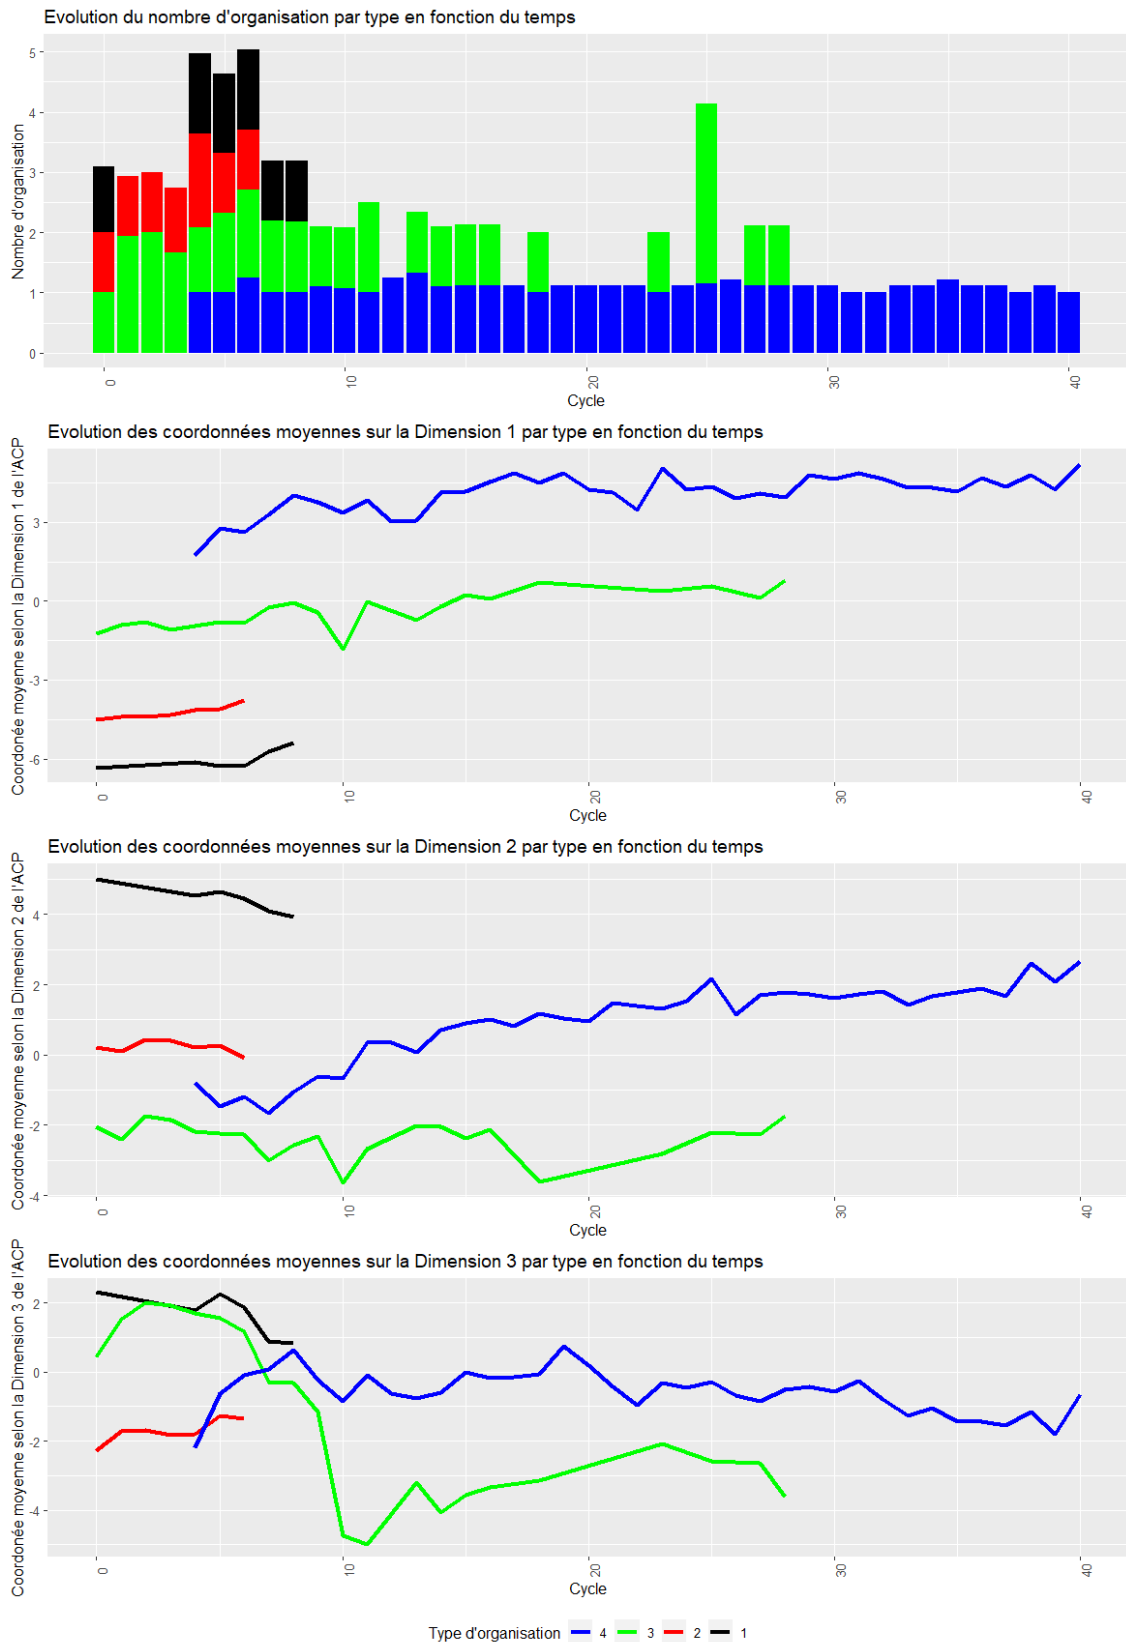 Evolution du nombre d'organisation par type en fonction du temps
Nombre d'organisation
5
4
3
2
1
0
0 10 20 30 40
Cycle
Evolution des coordonnées moyennes sur la Dimension 1 par type en fonction du temps
Coordonée moyenne selon la Dimension 1 de l'ACP
3
0
-3
-6
0 10 20 30 40
Cycle
Evolution des coordonnées moyennes sur la Dimension 2 par type en fonction du temps
Coordonée moyenne selon la Dimension 2 de l'ACP
4
2
0
-2
-4
0 10 20 30 40
Cycle
Evolution des coordonnées moyennes sur la Dimension 3 par type en fonction du temps
Coordonée moyenne selon la Dimension 3 de l'ACP
2
0
-2
-4
0 10 20 30 40
Cycle
Type d'organisation 4 3 2 1